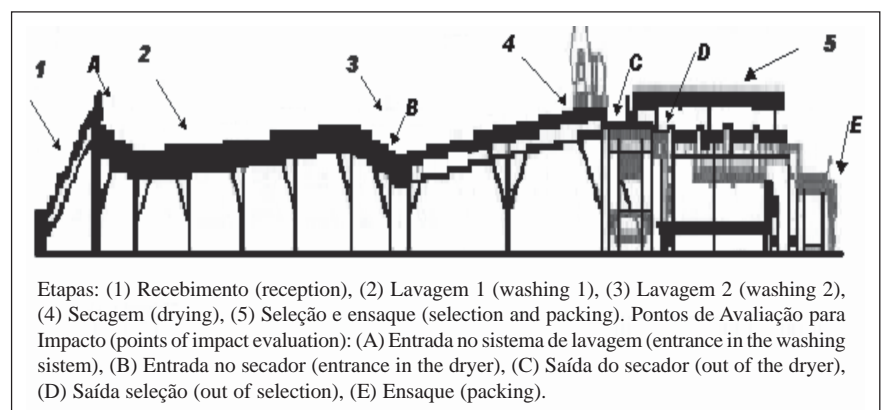 1 A 2 3 B 4 C D 5 E
Etapas: (1) Recebimento (reception), (2) Lavagem 1 (washing 1), (3) Lavagem 2 (washing 2),
(4) Secagem (drying), (5) Seleção e ensaque (selection and packing). Pontos de Avaliação para
Impacto (points of impact evaluation): (A) Entrada no sistema de lavagem (entrance in the washing
sistem), (B) Entrada no secador (entrance in the dryer), (C) Saída do secador (out of the dryer),
(D) Saída seleção (out of selection), (E) Ensaque (packing).